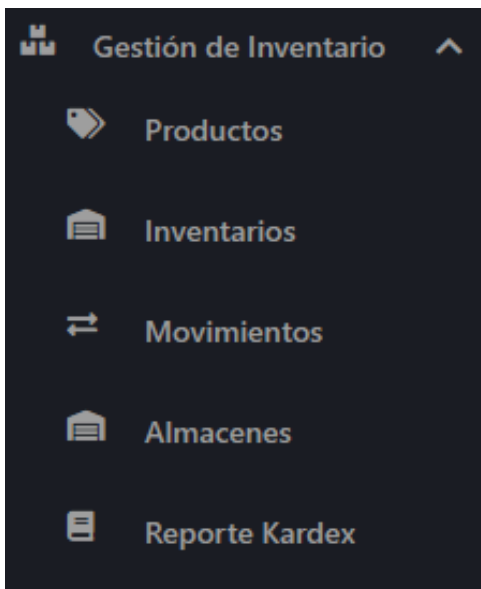 Gestión de Inventario
Productos
Inventarios
Movimientos
Almacenes
Reporte Kardex